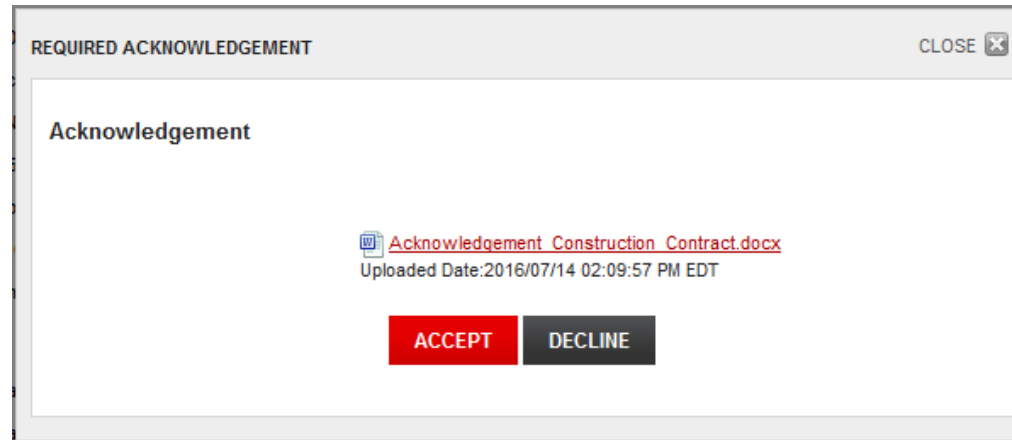 REQUIRED ACKNOWLEDGEMENT
CLOSE
Acknowledgement
Acknowledgement_Construction_Contract.docx
Uploaded Date:2016/07/14 02:09:57 PM EDT
ACCEPT
DECLINE